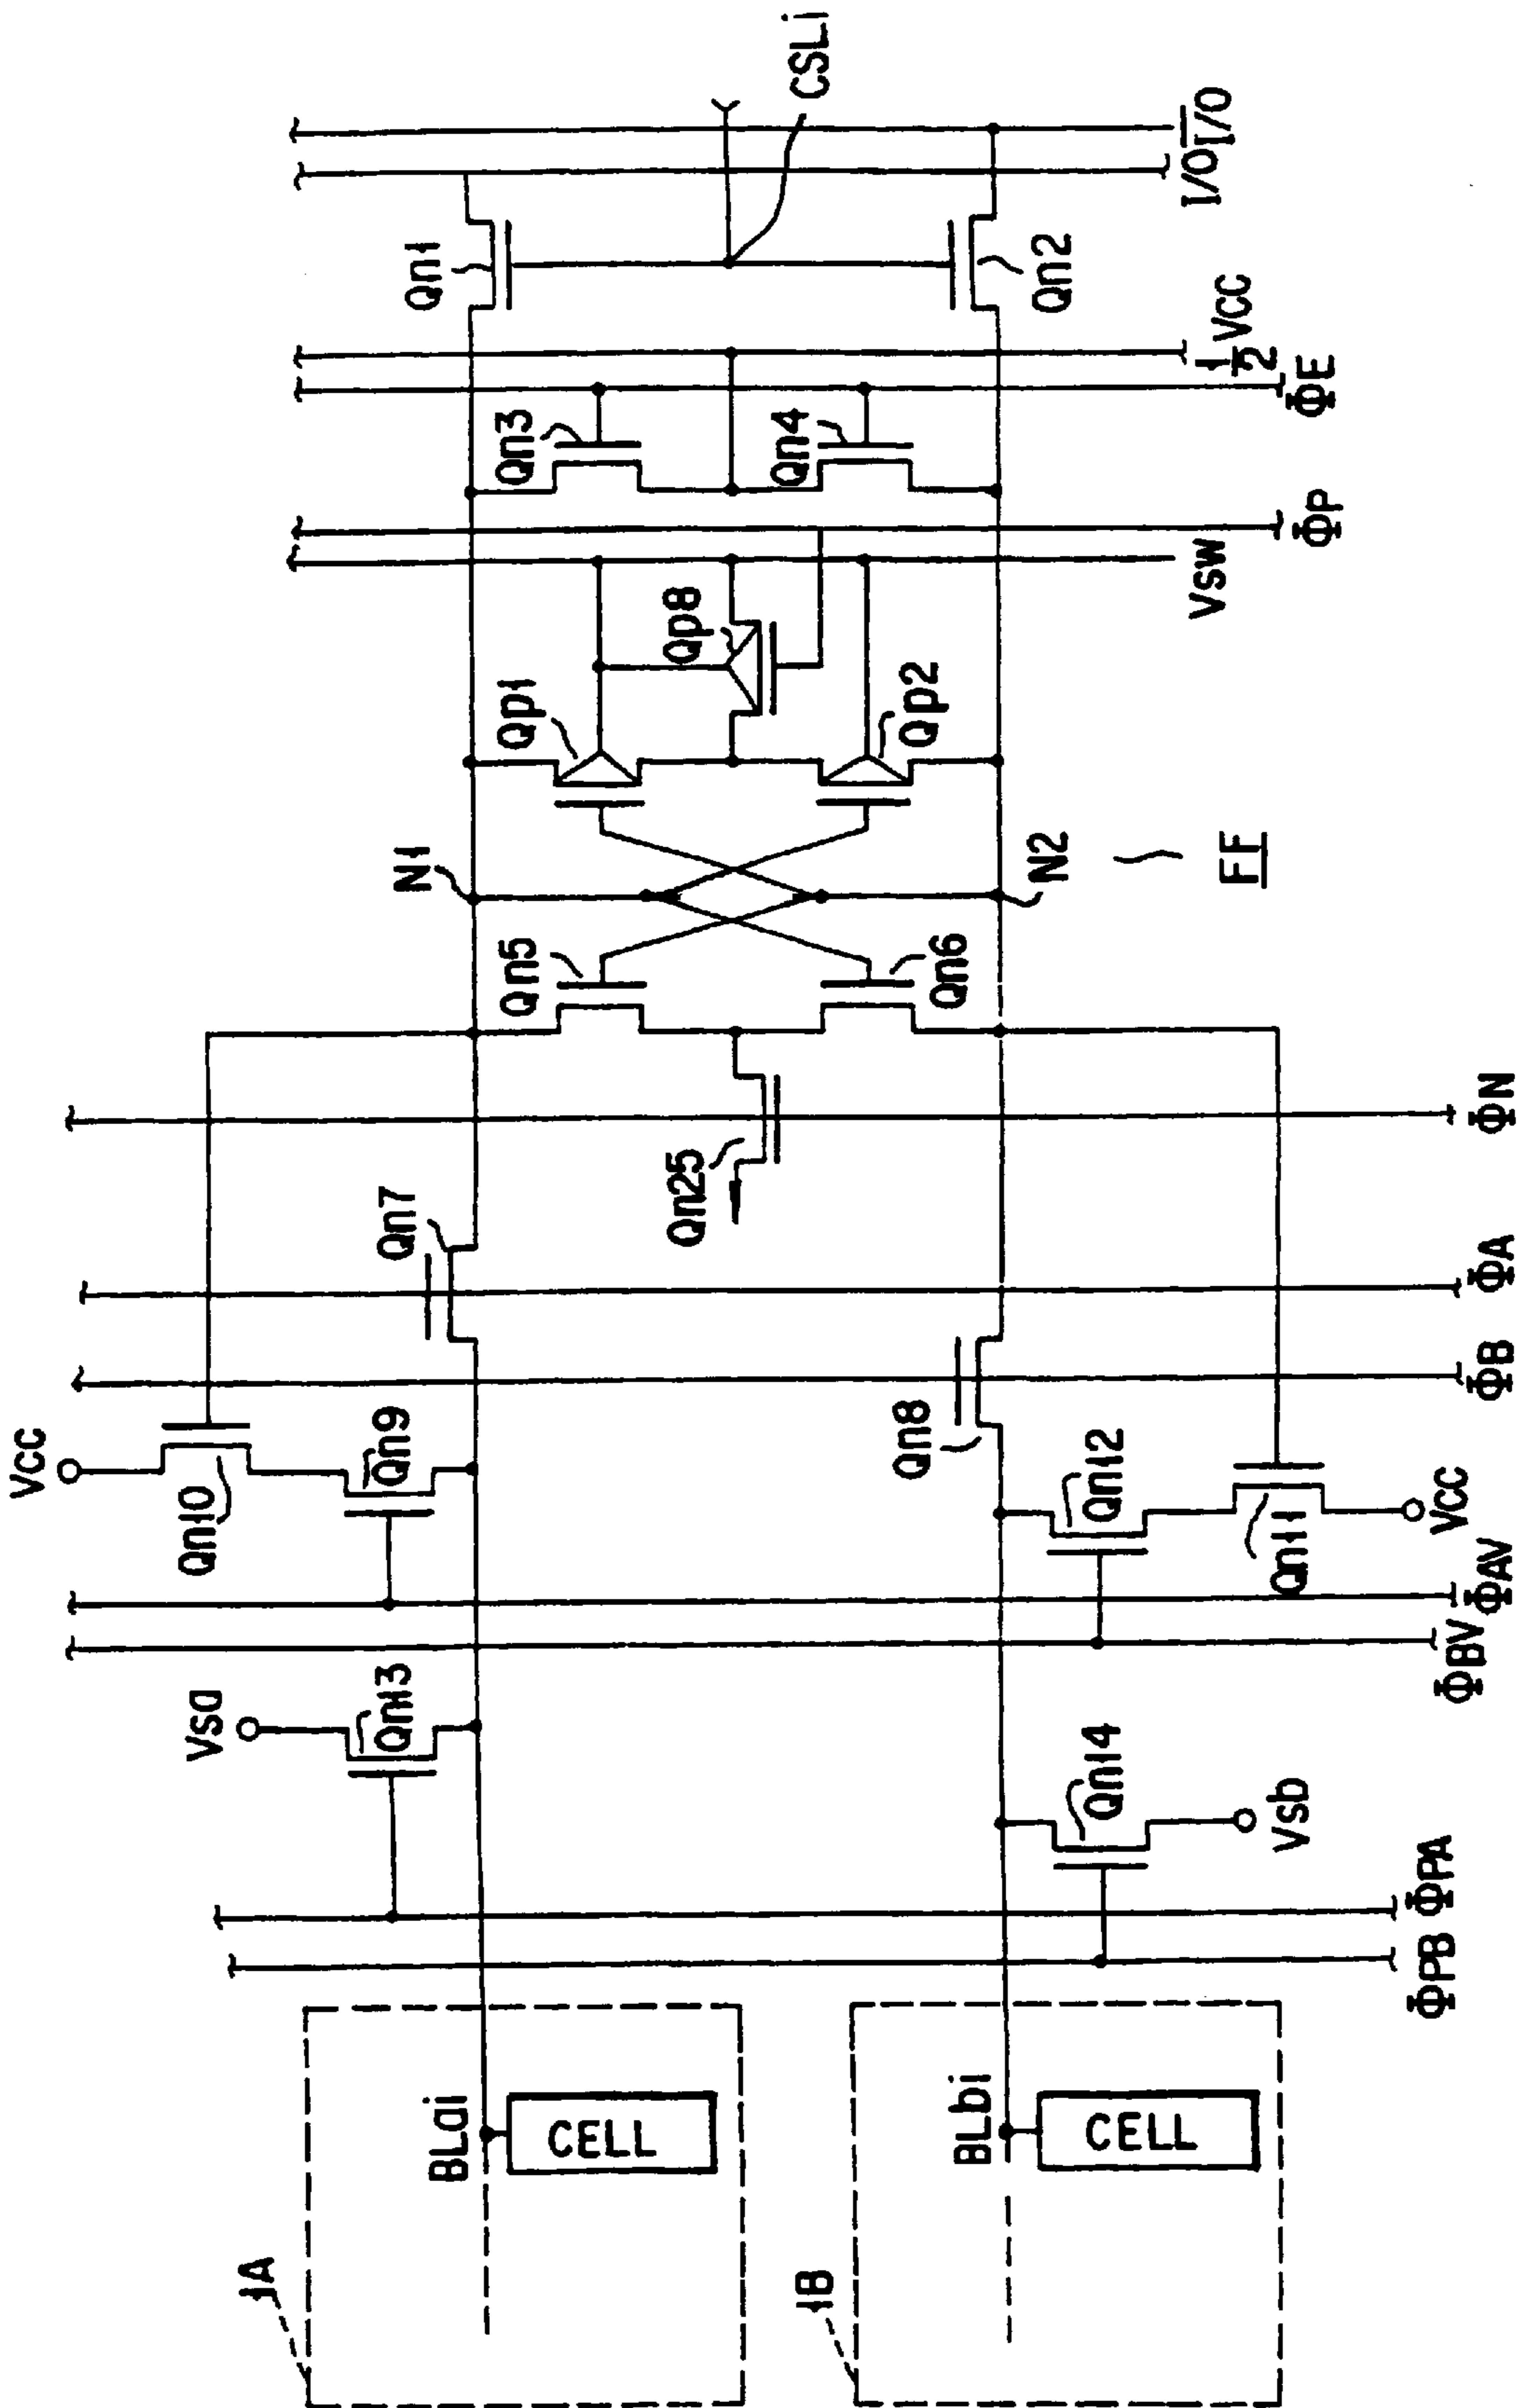 1A
BLai
CELL
1B
BLbi
CELL
ΦPB
ΦPA
Vsa
Qn13
Qn14
Vsb
ΦBV
ΦAV
Vcc
Qn10
Qn9
Qn12
Qn11
Vcc
Qn8
ΦB
Qn7
ΦA
Qn25
ΦN
Qn5
Qn6
N1
N2
FF
Qp1
Qp8
Qp2
Vsw
ΦP
Qn3
Qn4
ΦE
1/2 Vcc
Qn1
Qn2
I/O
I̅/̅O̅
CSLi